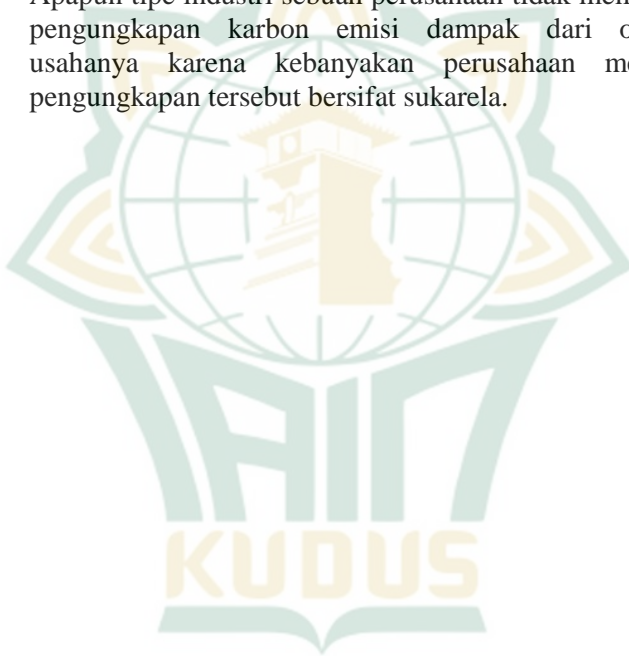 Apapun tipe industri sebuah perusahaan tidak
pengungkapan karbon emisi dampak dari
usahanya karena kebanyakan perusahaan
pengungkapan tersebut bersifat sukarela.
IAIN
KUDUS